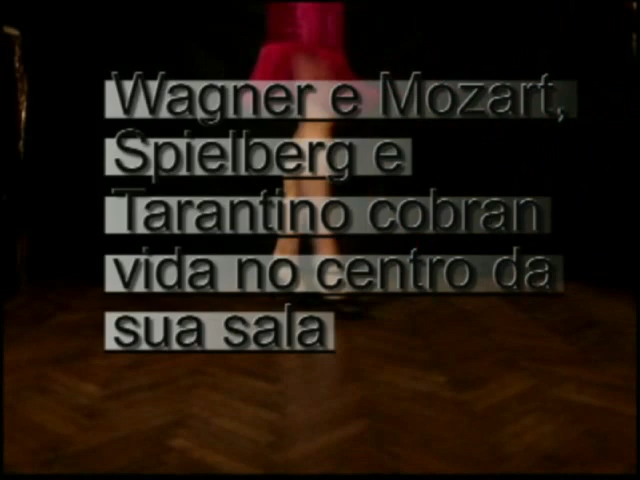 Wagner e Mozart,
Spielberg e
Tarantino cobran
vida no centro da
sua sala